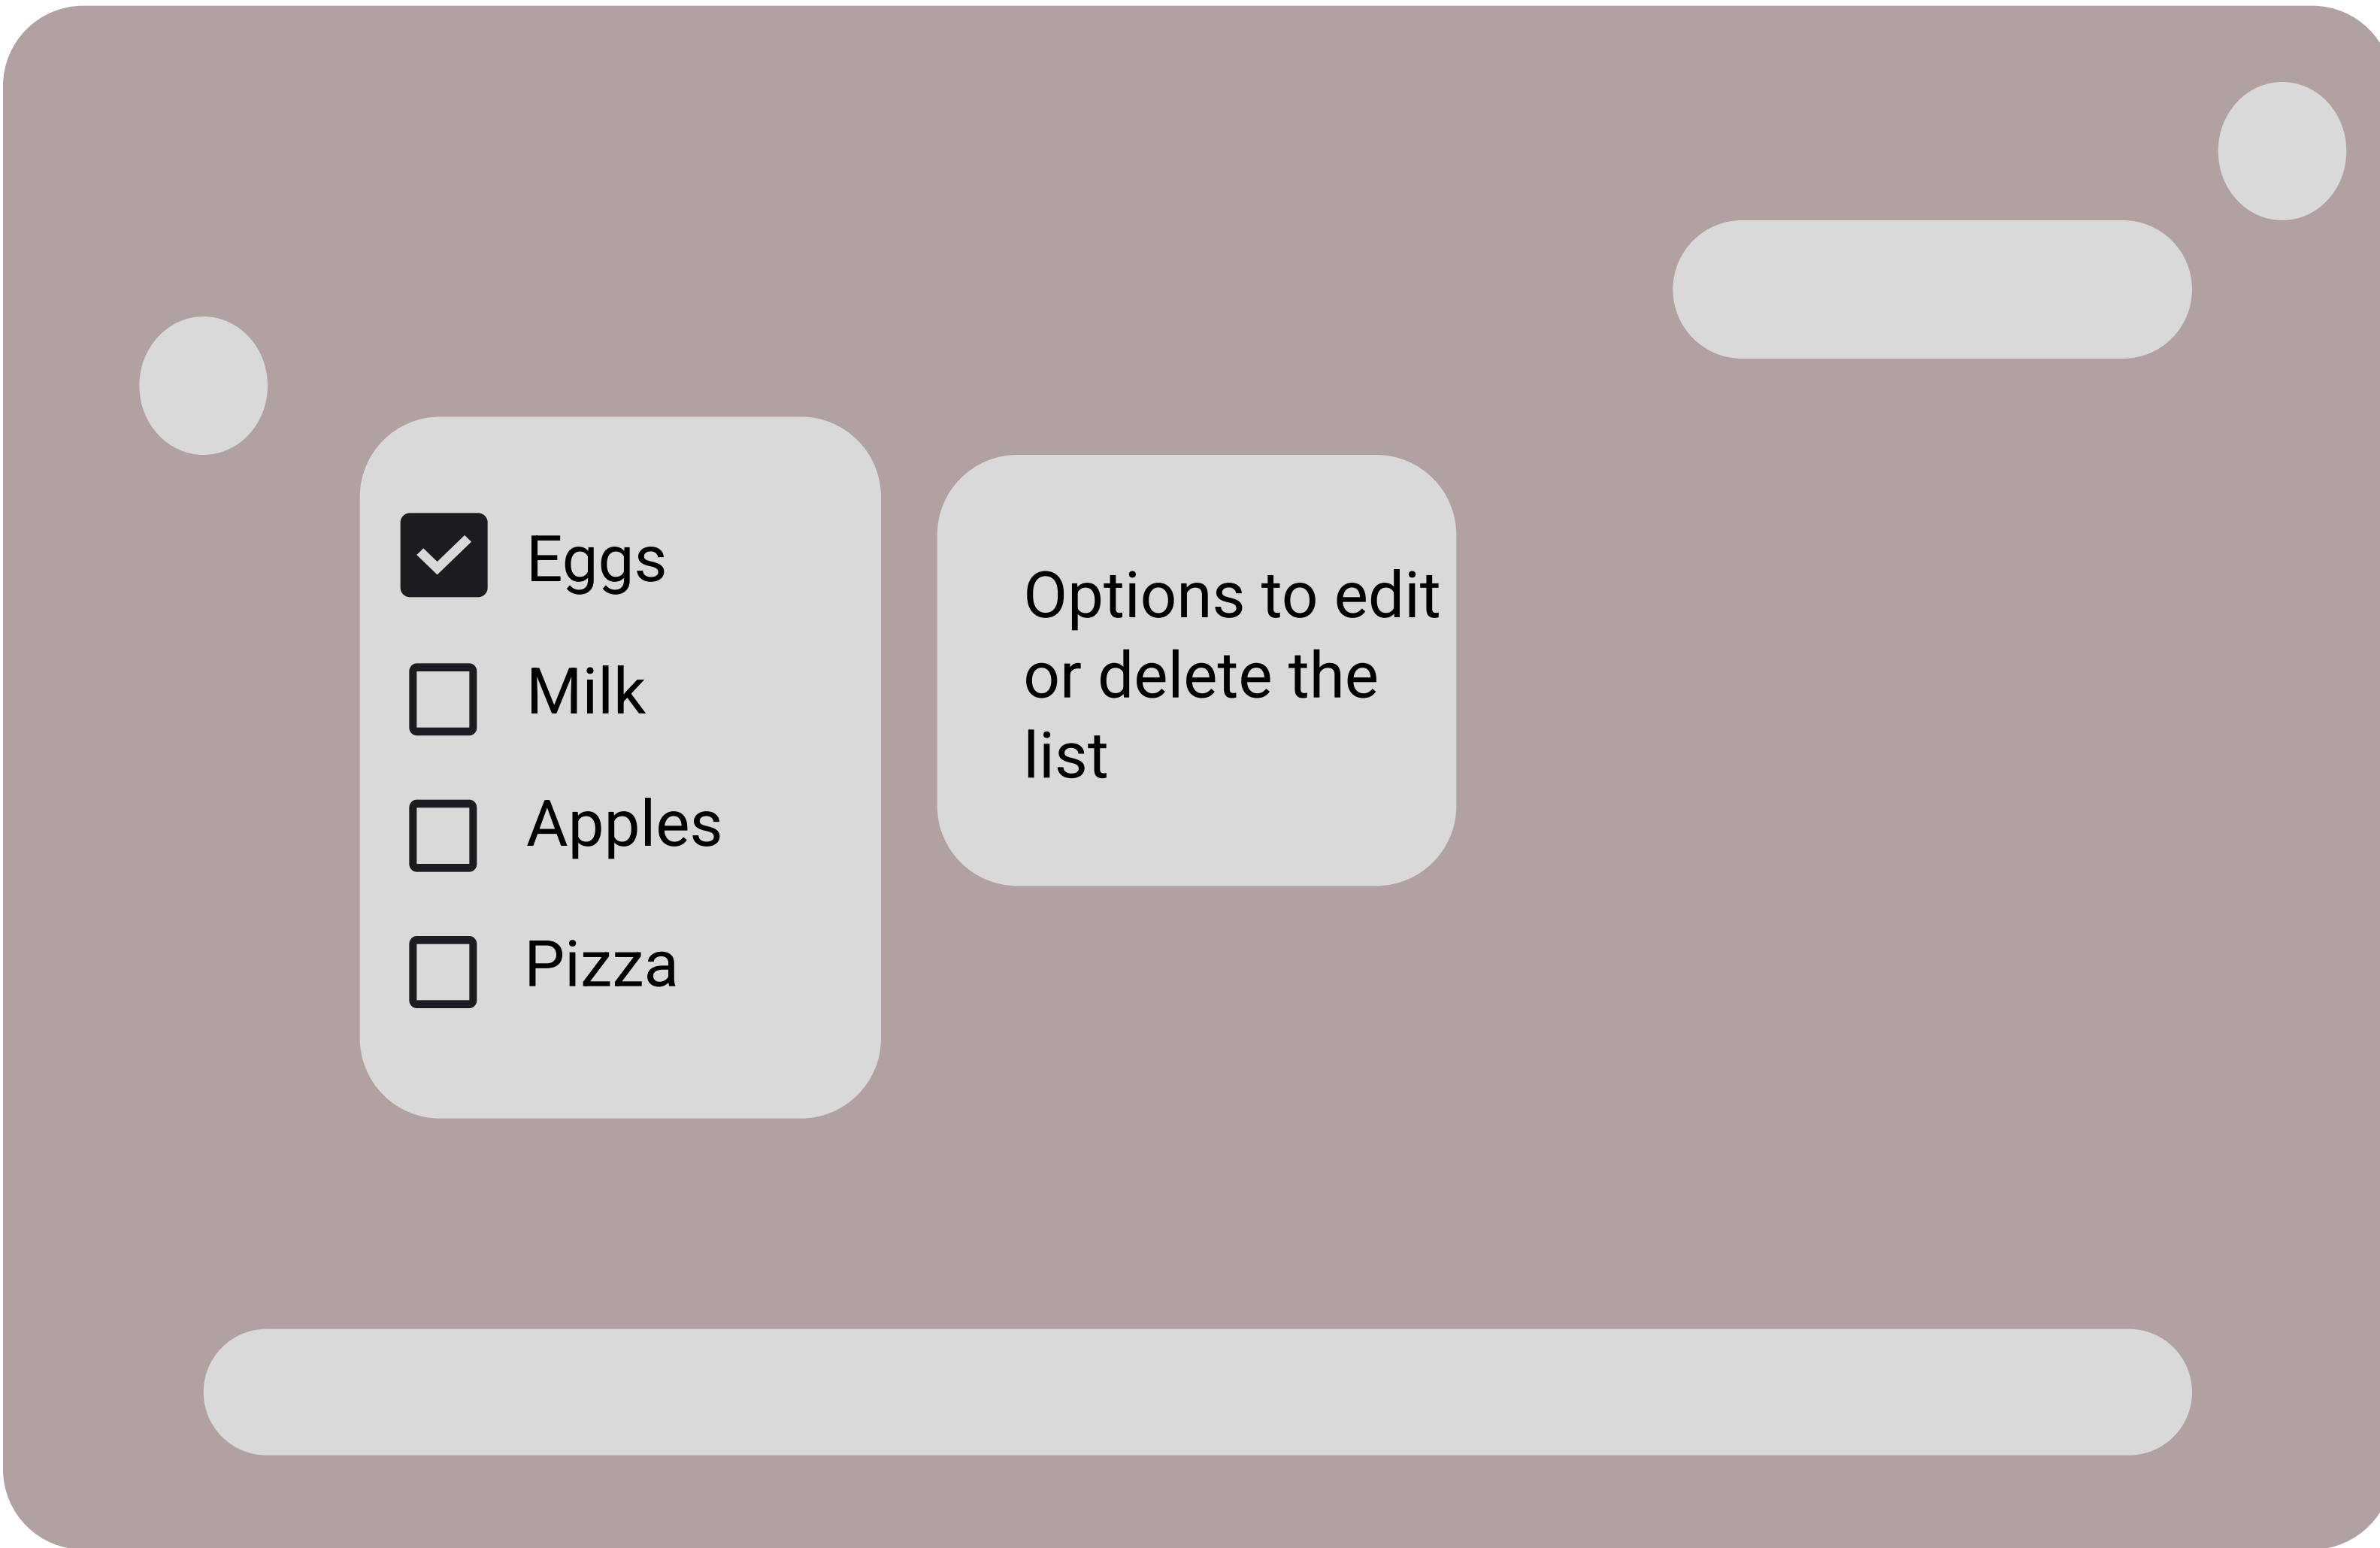 Eggs
Milk
Apples
Pizza
Options to edit
or delete the
list